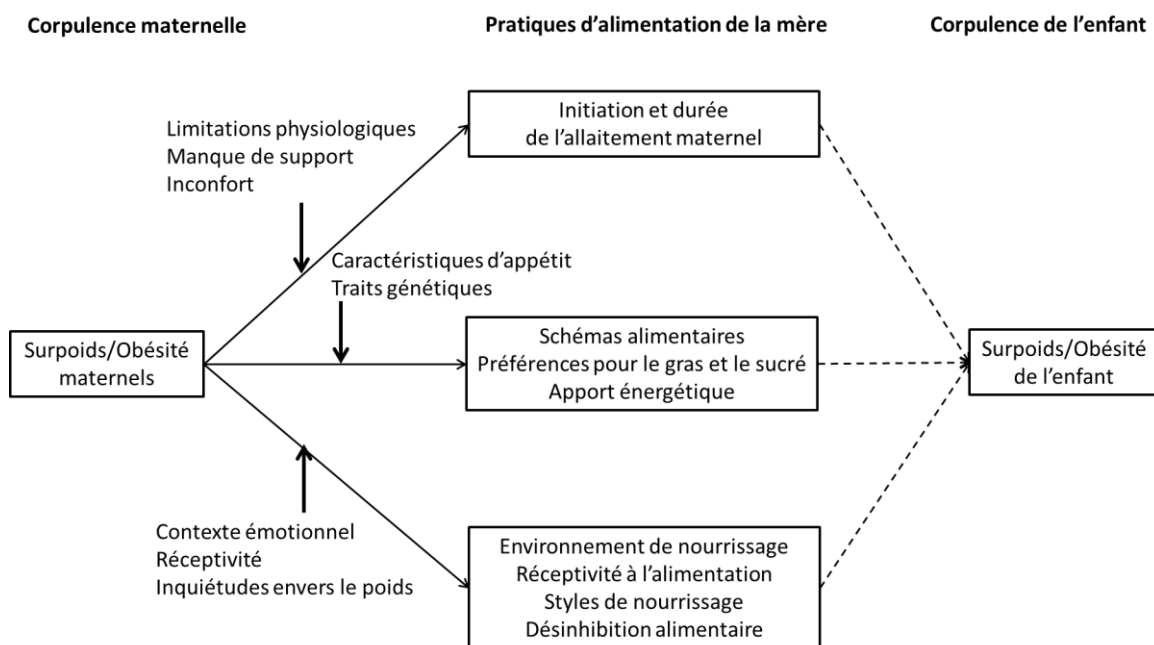 Corpulence maternelle
Pratiques d'alimentation de la mère
Corpulence de l'enfant
Initiation et durée
de l'allaitement maternel
Limitations physiologiques
Manque de support
Inconfort
Caractéristiques d'appétit
Traits génétiques
Surpoids/Obésité
maternels
Schémas alimentaires
Préférences pour le gras et le sucré
Apport énergétique
Surpoids/Obésité
de l'enfant
Contexte émotionnel
Réceptivité
Inquiétudes envers le poids
Environnement de nourrissage
Réceptivité à l'alimentation
Styles de nourrissage
Désinhibition alimentaire